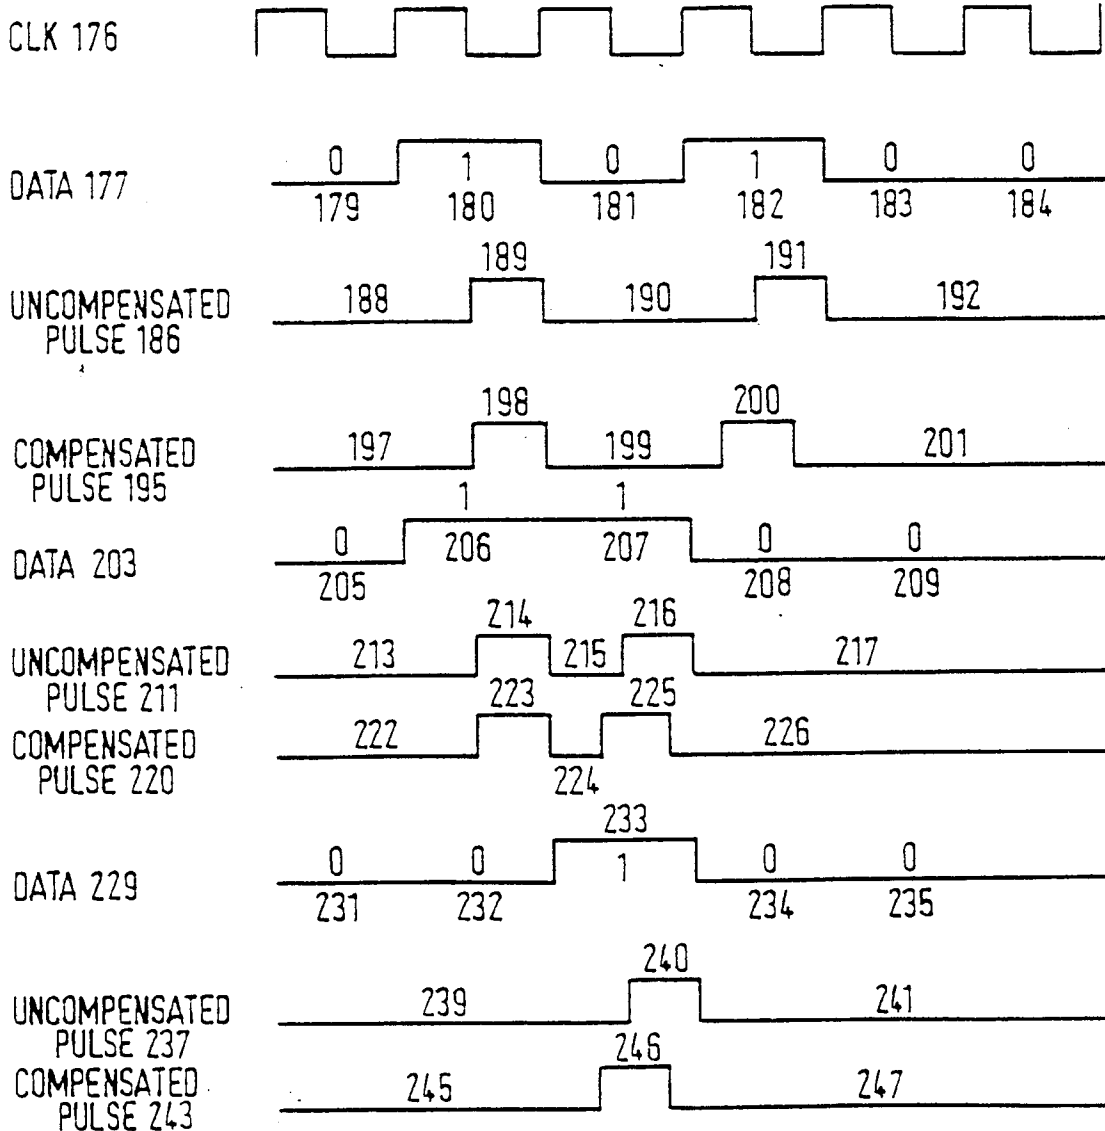 CLK 176
0 1 0 1 0 0
DATA 177
179 180 181 182 183 184
189 191
UNCOMPENSATED 188 190 192
PULSE 186
198 200
COMPENSATED 197 199 201
PULSE 195
1 1
DATA 203 0 206 207 0 0
205 208 209
214 216
UNCOMPENSATED 213 215 217
PULSE 211 223 225
COMPENSATED 222 226
PULSE 220 224
233
DATA 229 0 0 1 0 0
231 232 234 235
240
UNCOMPENSATED 239 241
PULSE 237 246
COMPENSATED 245 247
PULSE 243